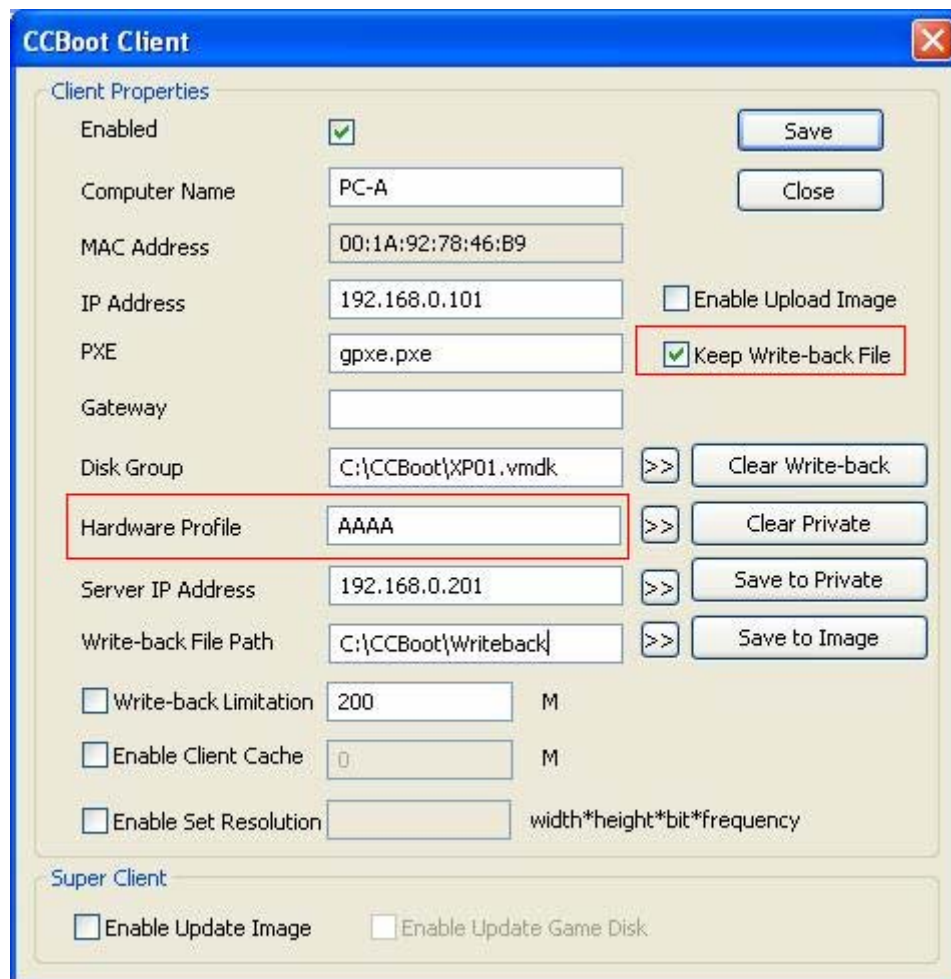 CCBoot Client
Client Properties
Enabled
Save
Computer Name PC-A
Close
MAC Address 00:1A:92:78:46:B9
IP Address 192.168.0.101 Enable Upload Image
PXE gpxe.pxe Keep Write-back File
Gateway
Disk Group C:\CCBoot\XP01.vmdk >> Clear Write-back
Hardware Profile AAAA >> Clear Private
Server IP Address 192.168.0.201 >> Save to Private
Write-back File Path C:\CCBoot\Writeback >> Save to Image
Write-back Limitation 200 M
Enable Client Cache 0 M
Enable Set Resolution width*height*bit*frequency
Super Client
Enable Update Image Enable Update Game Disk